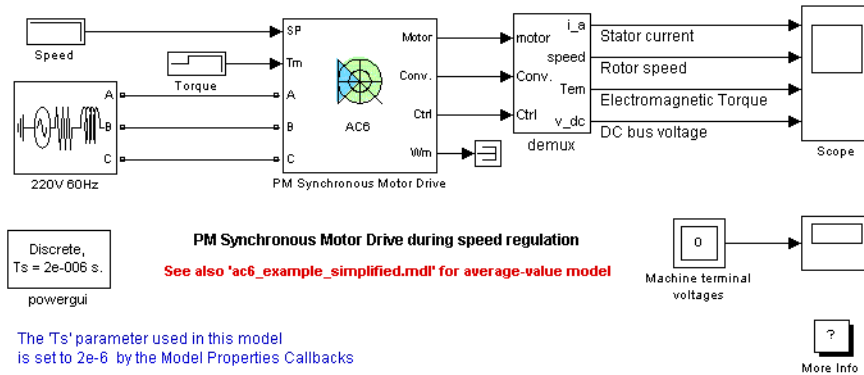 Speed
Torque
A
B
C
220V 60Hz
SP
Tm
A
B
C
Motor
Conv.
Ctrl
Wm
AC6
PM Synchronous Motor Drive
motor
Conv.
Ctrl
i_a
speed
Tem
v_dc
demux
Stator current
Rotor speed
Electromagnetic Torque
DC bus voltage
Scope
Discrete,
Ts = 2e-006 s.
powergui
PM Synchronous Motor Drive during speed regulation
See also 'ac6_example_simplified.mdl' for average-value model
0
Machine terminal
voltages
The 'Ts' parameter used in this model
is set to 2e-6 by the Model Properties Callbacks
?
More Info